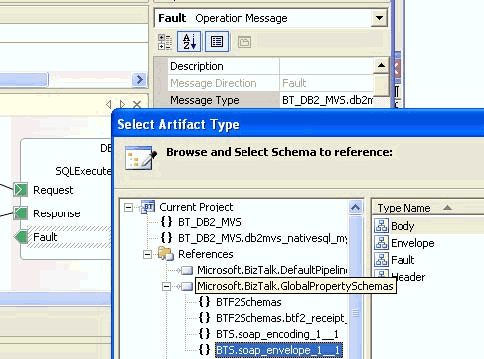 Fault Operation Message
Description
Message Direction Fault
Message Type BT_DB2_MVS.db2m
DB
SQLExecute
Request
Response
Fault
Select Artifact Type
Browse and Select Schema to reference:
Current Project
BT_DB2_MVS
BT_DB2_MVS.db2mvs_nativesql_my
References
Microsoft.BizTalk.DefaultPipelin
Microsoft.BizTalk.GlobalPropertySchemas
BTF2Schemas
BTF2Schemas.btf2_receipt_
BTS.soap_encoding_1__1
BTS.soap_envelope_1__1
Type Name
Body
Envelope
Fault
Header